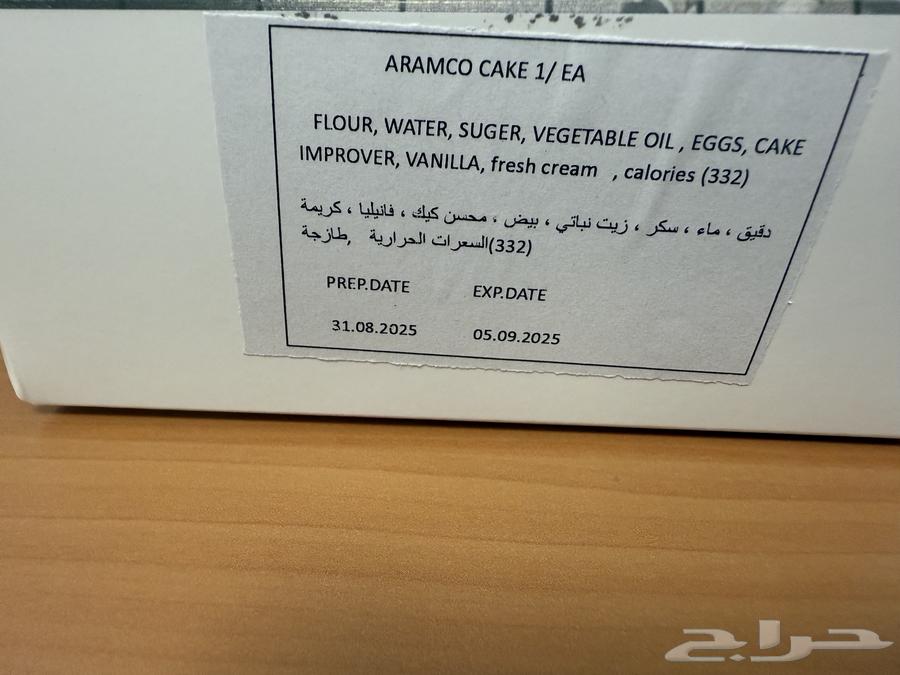 ARAMCO CAKE 1/ EA
FLOUR, WATER, SUGER, VEGETABLE OIL , EGGS, CAKE
IMPROVER, VANILLA, fresh cream , calories (332)
دقيق ، ماء ، سكر ، زيت نباتي ، بيض ، محسن كيك ، فانيليا ، كريمة
طازجة, السعرات الحرارية(332)
PREP.DATE EXP.DATE
31.08.2025 05.09.2025
حراج